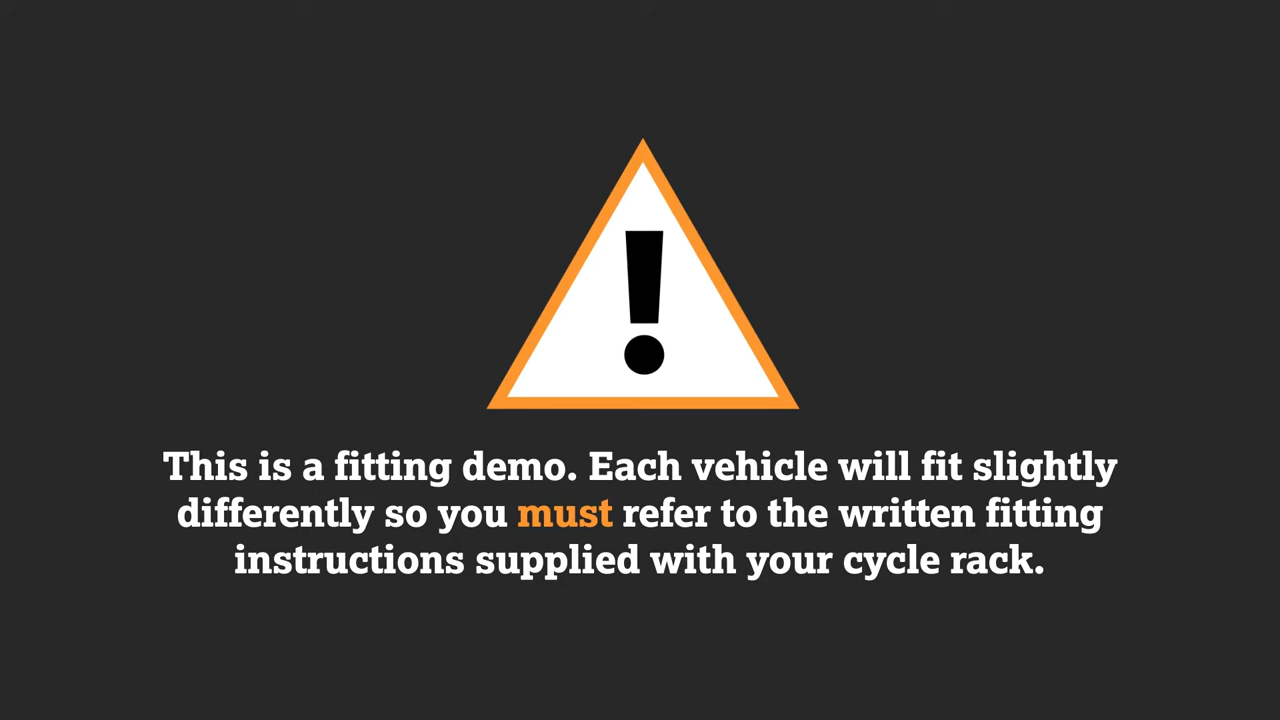 This is a fitting demo. Each vehicle will fit slightly
differently so you must refer to the written fitting
instructions supplied with your cycle rack.